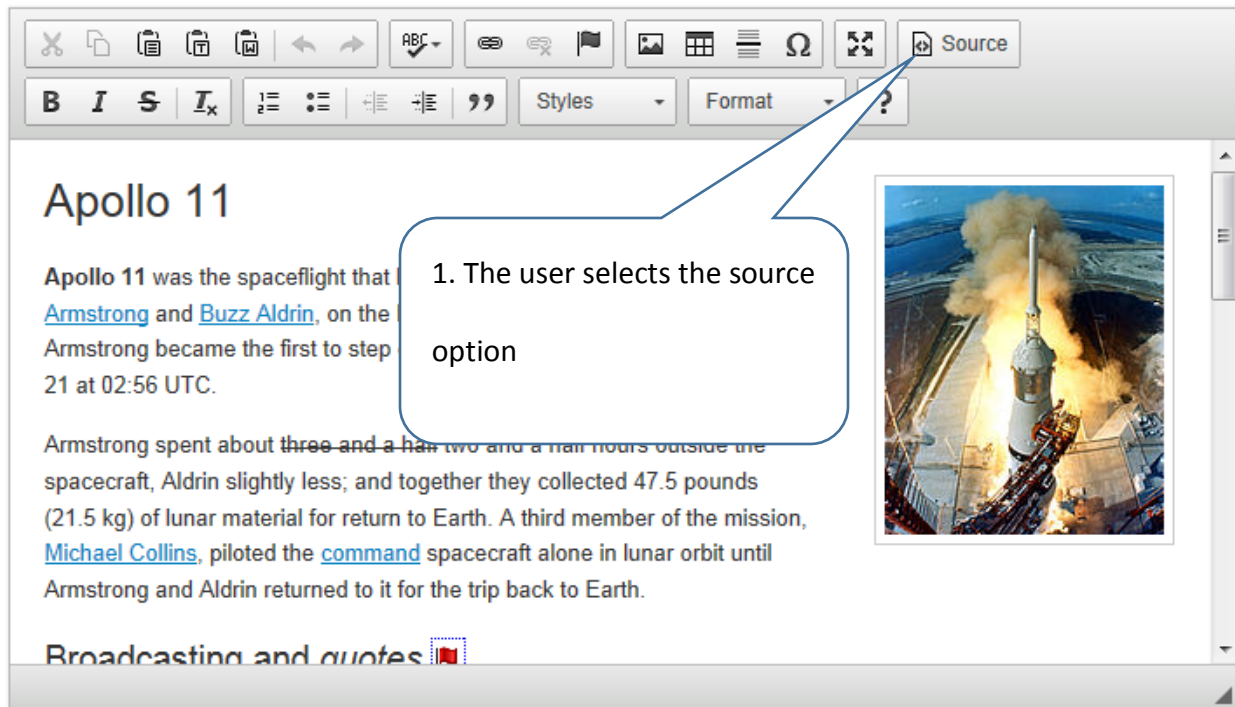 ABC
Ω
Source
B I S Tx
Styles
Format
?
Apollo 11
Apollo 11 was the spaceflight that
Armstrong and Buzz Aldrin, on the
Armstrong became the first to step
21 at 02:56 UTC.
1. The user selects the source
option
Armstrong spent about three and a half two and a half hours outside the
spacecraft, Aldrin slightly less; and together they collected 47.5 pounds
(21.5 kg) of lunar material for return to Earth. A third member of the mission,
Michael Collins, piloted the command spacecraft alone in lunar orbit until
Armstrong and Aldrin returned to it for the trip back to Earth.
Broadcasting and quotes